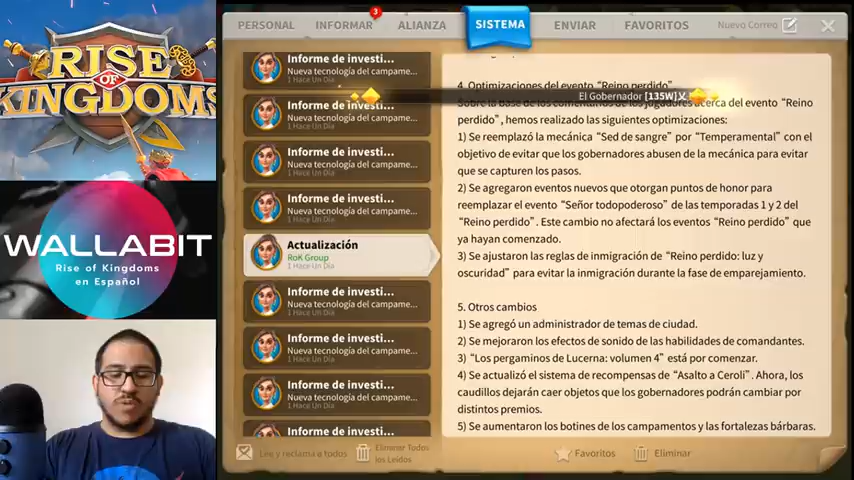 RISE
OF
KINGDOMS
WALLABIT
Rise of Kingdoms
en Español
PERSONAL
INFORMAR
3
ALIANZA
SISTEMA
ENVIAR
FAVORITOS
Nuevo Correo
Informe de investi...
Nueva tecnología del campame...
1 Hace Un Día
Informe de investi...
Nueva tecnología del campame...
1 Hace Un Día
Informe de investi...
Nueva tecnología del campame...
1 Hace Un Día
Informe de investi...
Nueva tecnología del campame...
1 Hace Un Día
Actualización
RoK Group
1 Hace Un Día
Informe de investi...
Nueva tecnología del campame...
1 Hace Un Día
Informe de investi...
Nueva tecnología del campame...
1 Hace Un Día
Informe de investi...
Nueva tecnología del campame...
1 Hace Un Día
Informe de investi...
Lee y reclama todo
Eliminar Todos
los Leídos
4. Optimizaciones del evento "Reino perdido"
El Gobernador [135W]
Sobre la base de los comentarios de los jugadores acerca del evento "Reino
perdido", hemos realizado las siguientes optimizaciones:
1) Se reemplazó la mecánica "Sed de sangre" por "Temperamental" con el
objetivo de evitar que los gobernadores abusen de la mecánica para evitar
que se capturen los pasos.
2) Se agregaron eventos nuevos que otorgan puntos de honor para
reemplazar el evento "Señor todopoderoso" de las temporadas 1 y 2 del
"Reino perdido". Este cambio no afectará los eventos "Reino perdido" que
ya hayan comenzado.
3) Se ajustaron las reglas de inmigración de "Reino perdido: luz y
oscuridad" para evitar la inmigración durante la fase de emparejamiento.
5. Otros cambios
1) Se agregó un administrador de temas de ciudad.
2) Se mejoraron los efectos de sonido de las habilidades de comandantes.
3) "Los pergaminos de Lucerna: volumen 4" está por comenzar.
4) Se actualizó el sistema de recompensas de "Asalto a Ceroli". Ahora, los
caudillos dejarán caer objetos que los gobernadores podrán cambiar por
distintos premios.
5) Se aumentaron los botines de los campamentos y las fortalezas bárbaras.
Favoritos
Eliminar